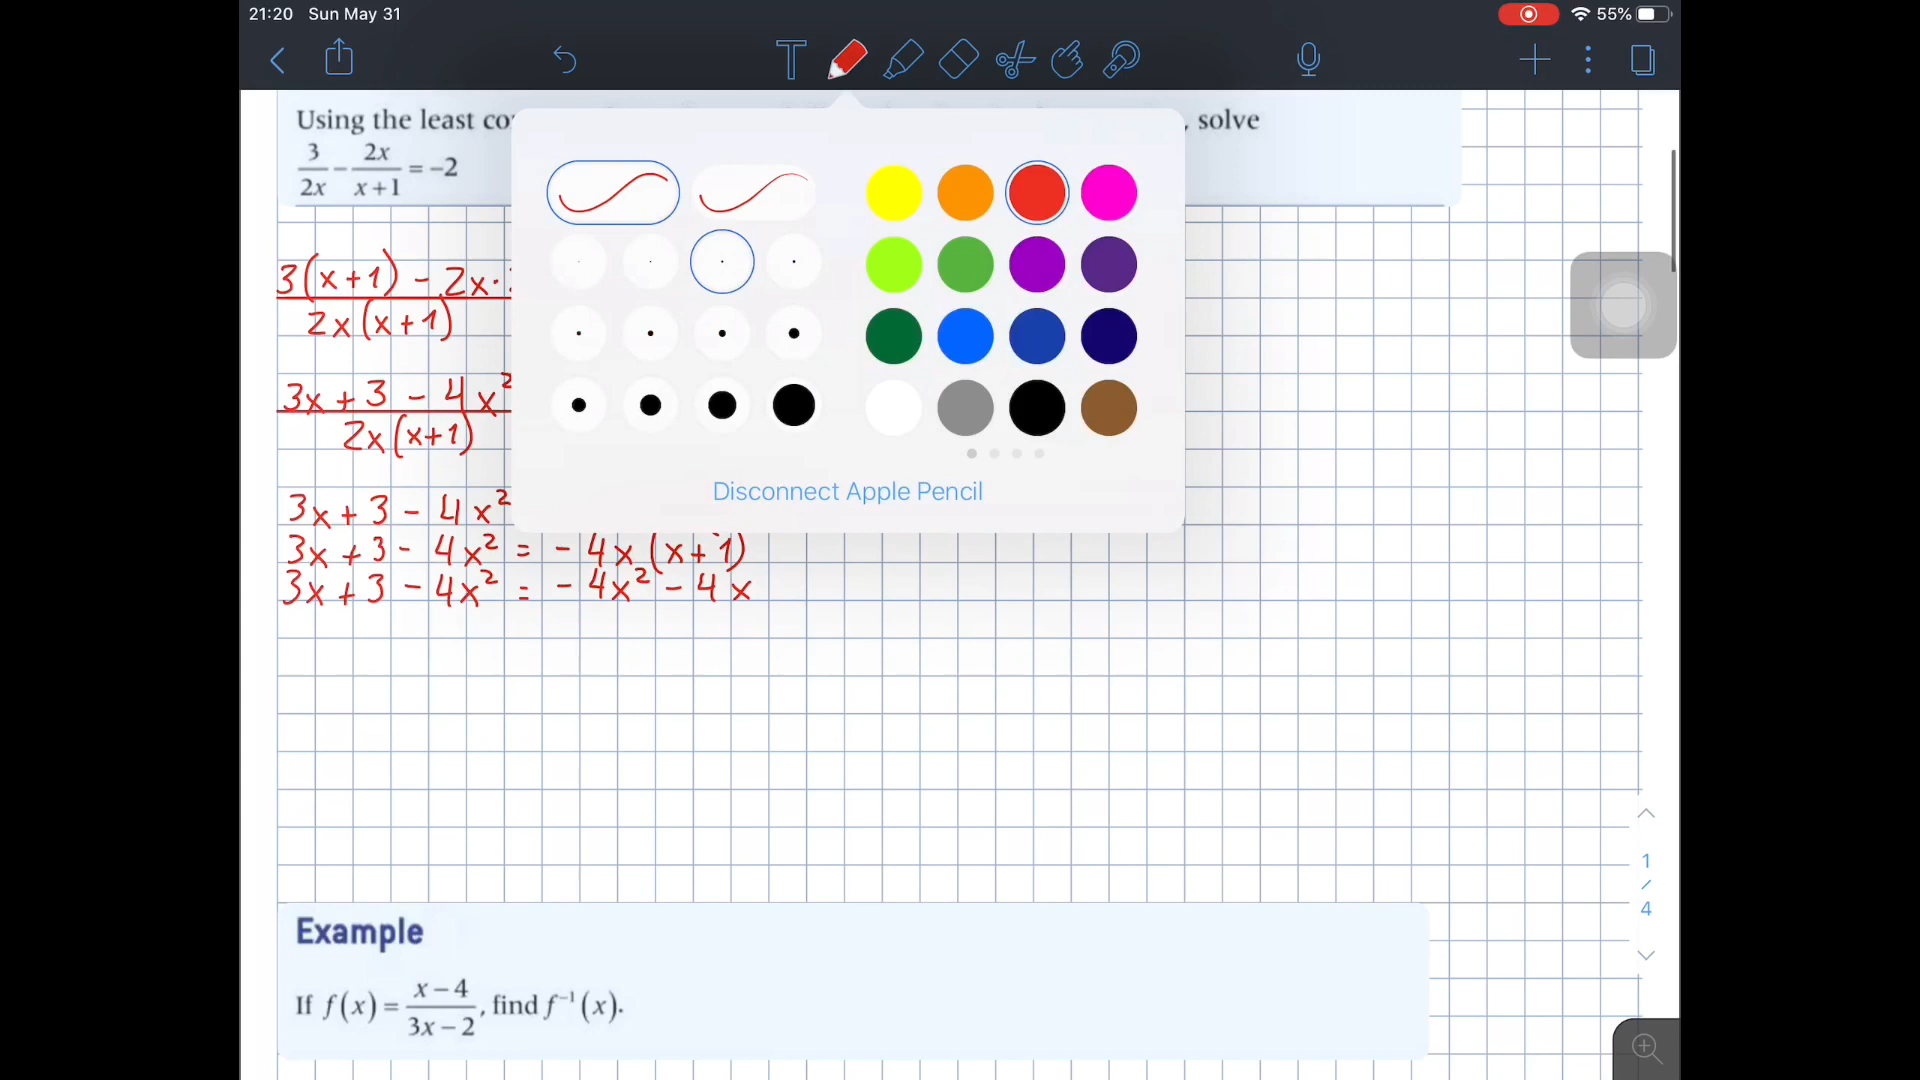 21:20 Sun May 31 55%
Using the least co , solve
3/2x − 2x/x+1 = −2
3(x+1) − 2x·
2x(x+1)
3x + 3 − 4x²
2x(x+1)
Disconnect Apple Pencil
3x + 3 − 4x²
3x + 3 − 4x² = − 4x(x+1)
3x + 3 − 4x² = − 4x² − 4x
1
/
4
Example
If f(x) = x−4/3x−2, find f⁻¹(x).